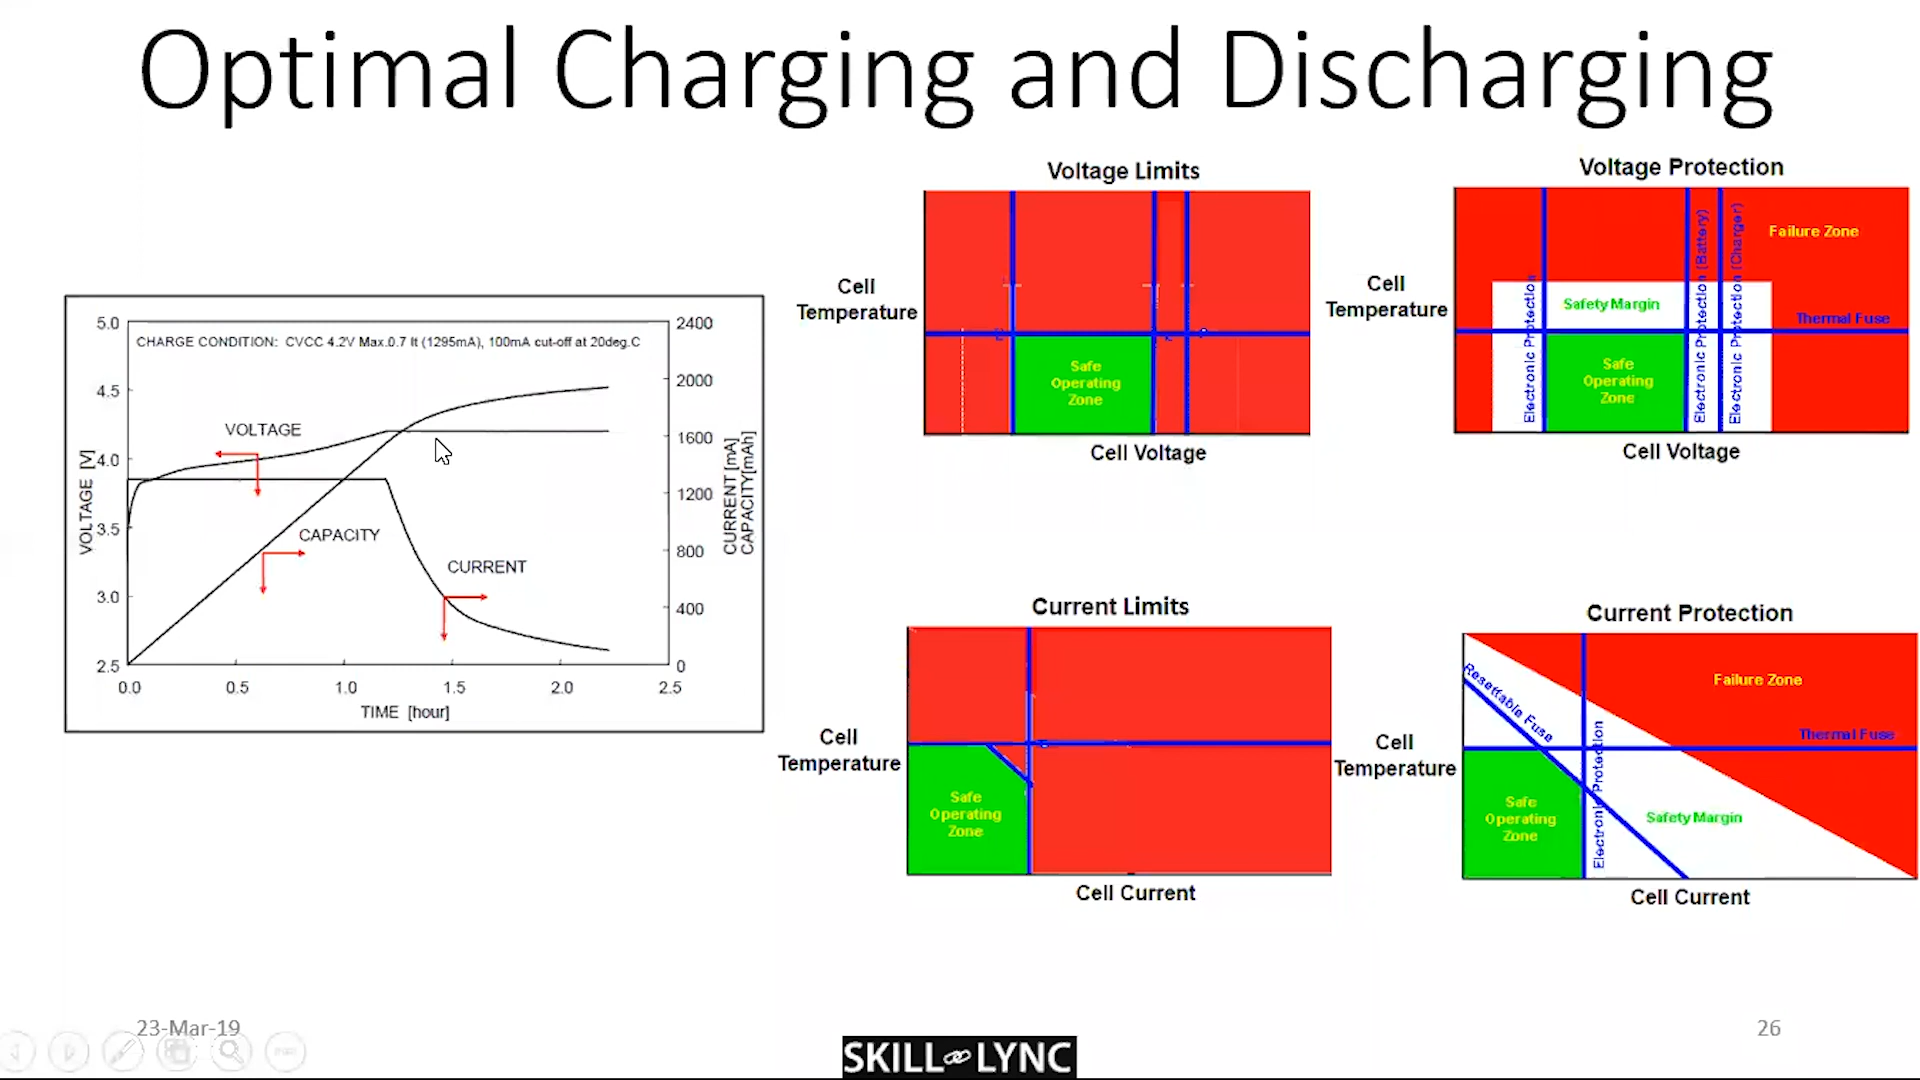 Optimal Charging and Discharging
CHARGE CONDITION: CVCC 4.2V Max.0.7 It (1295mA), 100mA cut-off at 20deg.C
VOLTAGE [V]
5.0
4.5
4.0
3.5
3.0
2.5
VOLTAGE
CAPACITY
CURRENT
2400
2000
1600
1200
800
400
0
CURRENT [mA]
CAPACITY[mAh]
0.0 0.5 1.0 1.5 2.0 2.5
TIME [hour]
Voltage Limits
Cell
Temperature
Safe
Operating
Zone
Cell Voltage
Voltage Protection
Cell
Temperature
Failure Zone
Safety Margin
Thermal Fuse
Electronic Protection
Electronic Protection (Battery)
Electronic Protection (Charger)
Safe
Operating
Zone
Cell Voltage
Current Limits
Cell
Temperature
Safe
Operating
Zone
Cell Current
Current Protection
Cell
Temperature
Resettable Fuse
Failure Zone
Thermal Fuse
Electronic Protection
Safety Margin
Safe
Operating
Zone
Cell Current
23-Mar-19
SKILL LYNC
26